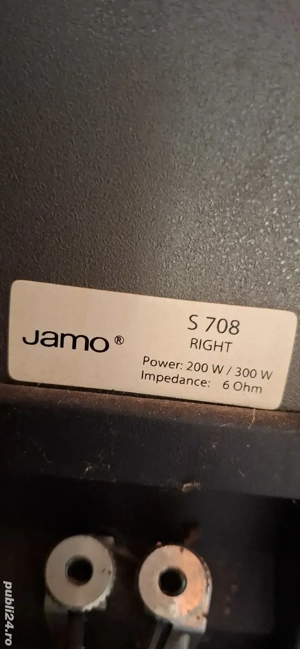 Jamo®
S 708
RIGHT
Power: 200 W / 300 W
Impedance: 6 Ohm
publi24.ro